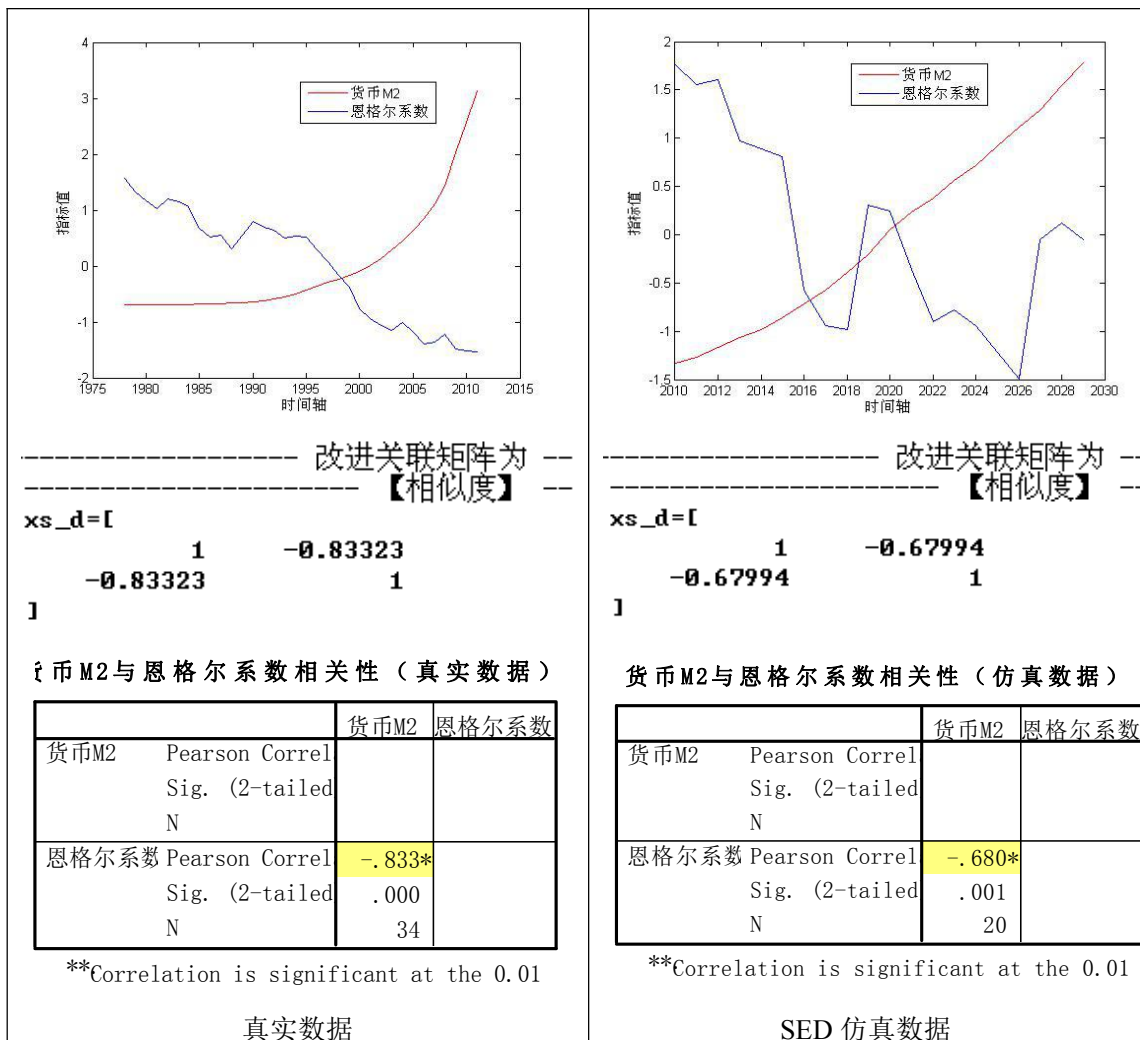 4
3
2
1
0
-1
-2
指标值
货币M2
恩格尔系数
1975 1980 1985 1990 1995 2000 2005 2010 2015
时间轴
------------------ 改进关联矩阵为 --
---------------------- 【相似度】 --
xs_d=[
1 -0.83323
-0.83323 1
]
币M2与恩格尔系数相关性(真实数据)
货币M2 恩格尔系数
货币M2 Pearson Correl
Sig. (2-tailed
N
恩格尔系数 Pearson Correl -.833*
Sig. (2-tailed .000
N 34
**Correlation is significant at the 0.01
真实数据
2
1.5
1
0.5
0
-0.5
-1
-1.5
指标值
货币M2
恩格尔系数
2010 2012 2014 2016 2018 2020 2022 2024 2026 2028 2030
时间轴
------------------ 改进关联矩阵为 --
---------------------- 【相似度】 --
xs_d=[
1 -0.67994
-0.67994 1
]
货币M2与恩格尔系数相关性(仿真数据)
货币M2 恩格尔系数
货币M2 Pearson Correl
Sig. (2-tailed
N
恩格尔系数 Pearson Correl -.680*
Sig. (2-tailed .001
N 20
**Correlation is significant at the 0.01
SED 仿真数据